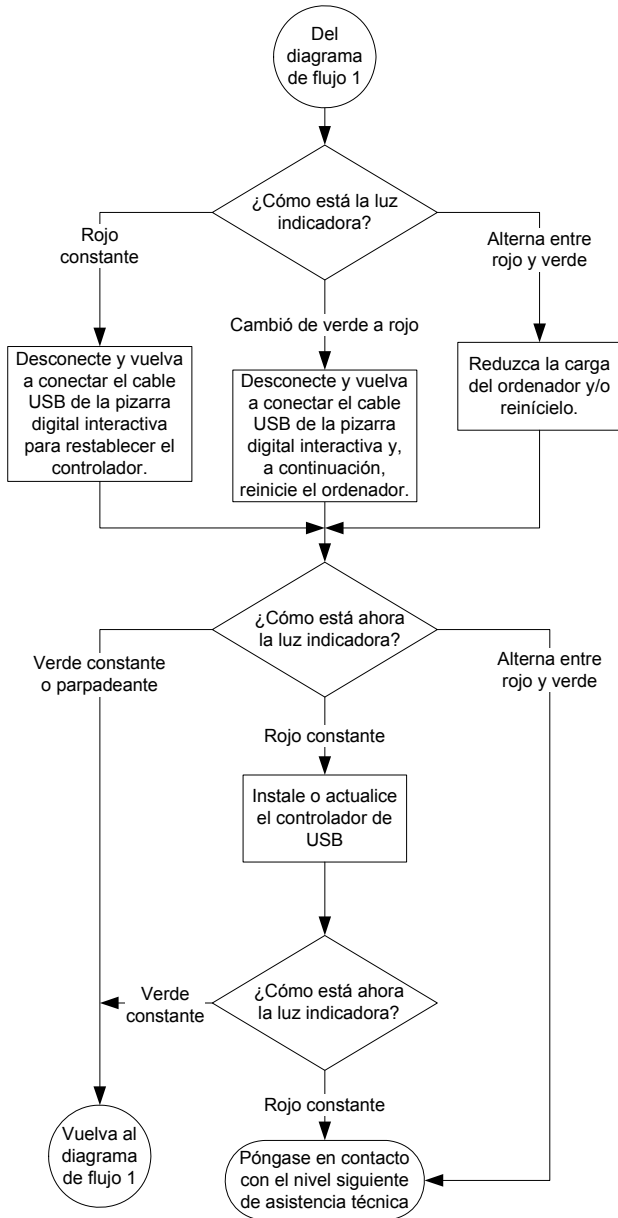 Del
diagrama
de flujo 1
¿Cómo está la luz
indicadora?
Rojo
constante
Alterna entre
rojo y verde
Cambió de verde a rojo
Desconecte y vuelva
a conectar el cable
USB de la pizarra
digital interactiva
para restablecer el
controlador.
Desconecte y vuelva
a conectar el cable
USB de la pizarra
digital interactiva y,
a continuación,
reinicie el ordenador.
Reduzca la carga
del ordenador y/o
reinícielo.
¿Cómo está ahora
la luz indicadora?
Verde constante
o parpadeante
Alterna entre
rojo y verde
Rojo constante
Instale o actualice
el controlador de
USB
¿Cómo está ahora
la luz indicadora?
Verde
constante
Rojo constante
Vuelva al
diagrama
de flujo 1
Póngase en contacto
con el nivel siguiente
de asistencia técnica